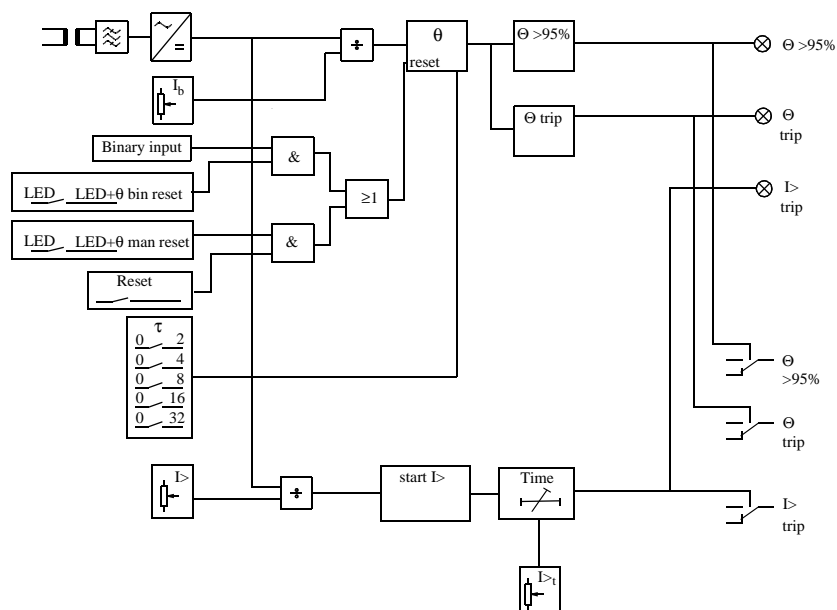 θ
reset
Θ >95%
Θ >95%
I_b
Θ trip
Θ
trip
Binary input
&
LED LED+θ bin reset
≥1
I>
trip
LED LED+θ man reset
&
Reset
τ
0 2
0 4
0 8
0 16
0 32
Θ
>95%
Θ
trip
I>
start I>
Time
I>
trip
I>_t